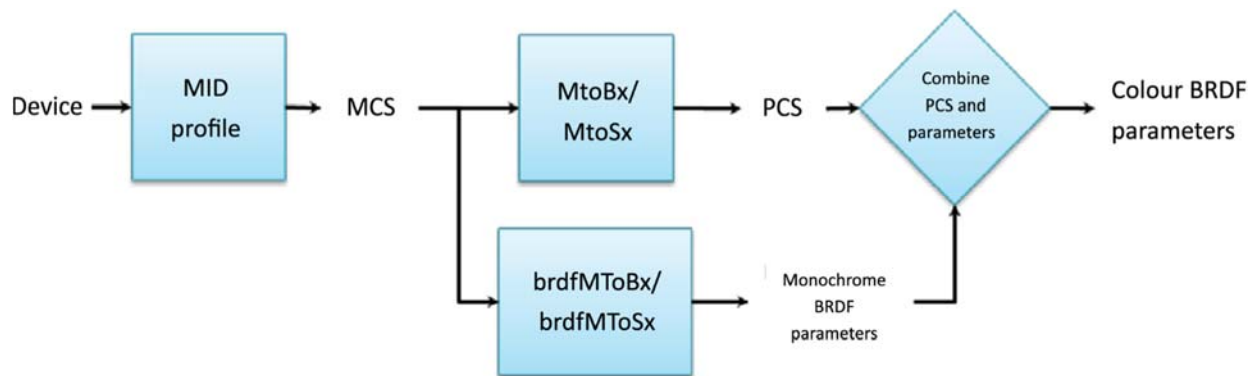 Device
MID
profile
MCS
MtoBx/
MtoSx
PCS
Combine
PCS and
parameters
Colour BRDF
parameters
brdfMToBx/
brdfMToSx
Monochrome
BRDF
parameters